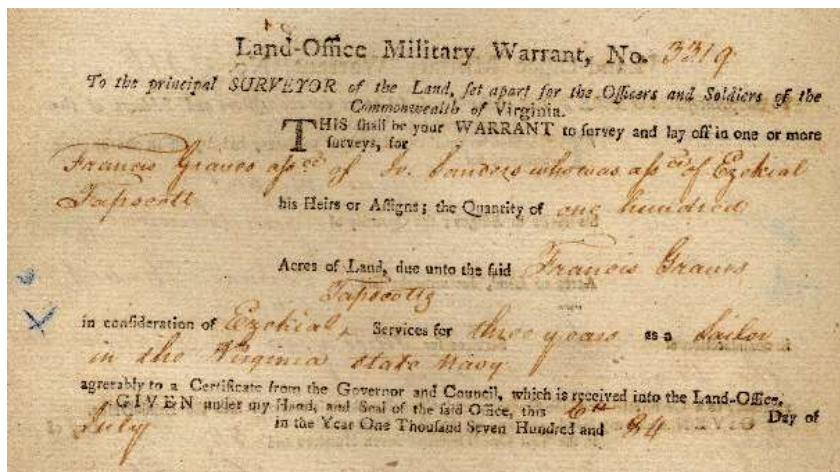 Land-Office Military Warrant, No. 3319
To the principal SURVEYOR of the Land, set apart for the Officers and Soldiers of the
Commonwealth of Virginia.
THIS shall be your WARRANT to survey and lay off in one or more
surveys, for
Francis Graves assee of Jo. Sanders who was assee of Ezekial
Tapscott his Heirs or Assigns; the Quantity of one hundred
Acres of Land, due unto the said Francis Graves
Tapscotts
in consideration of Ezekial Services for three years as a Sailor
in the Virginia state Navy
agreably to a Certificate from the Governor and Council, which is received into the Land-Office.
GIVEN under my Hand, and Seal of the said Office, this 6th Day of
July in the Year One Thousand Seven Hundred and 84